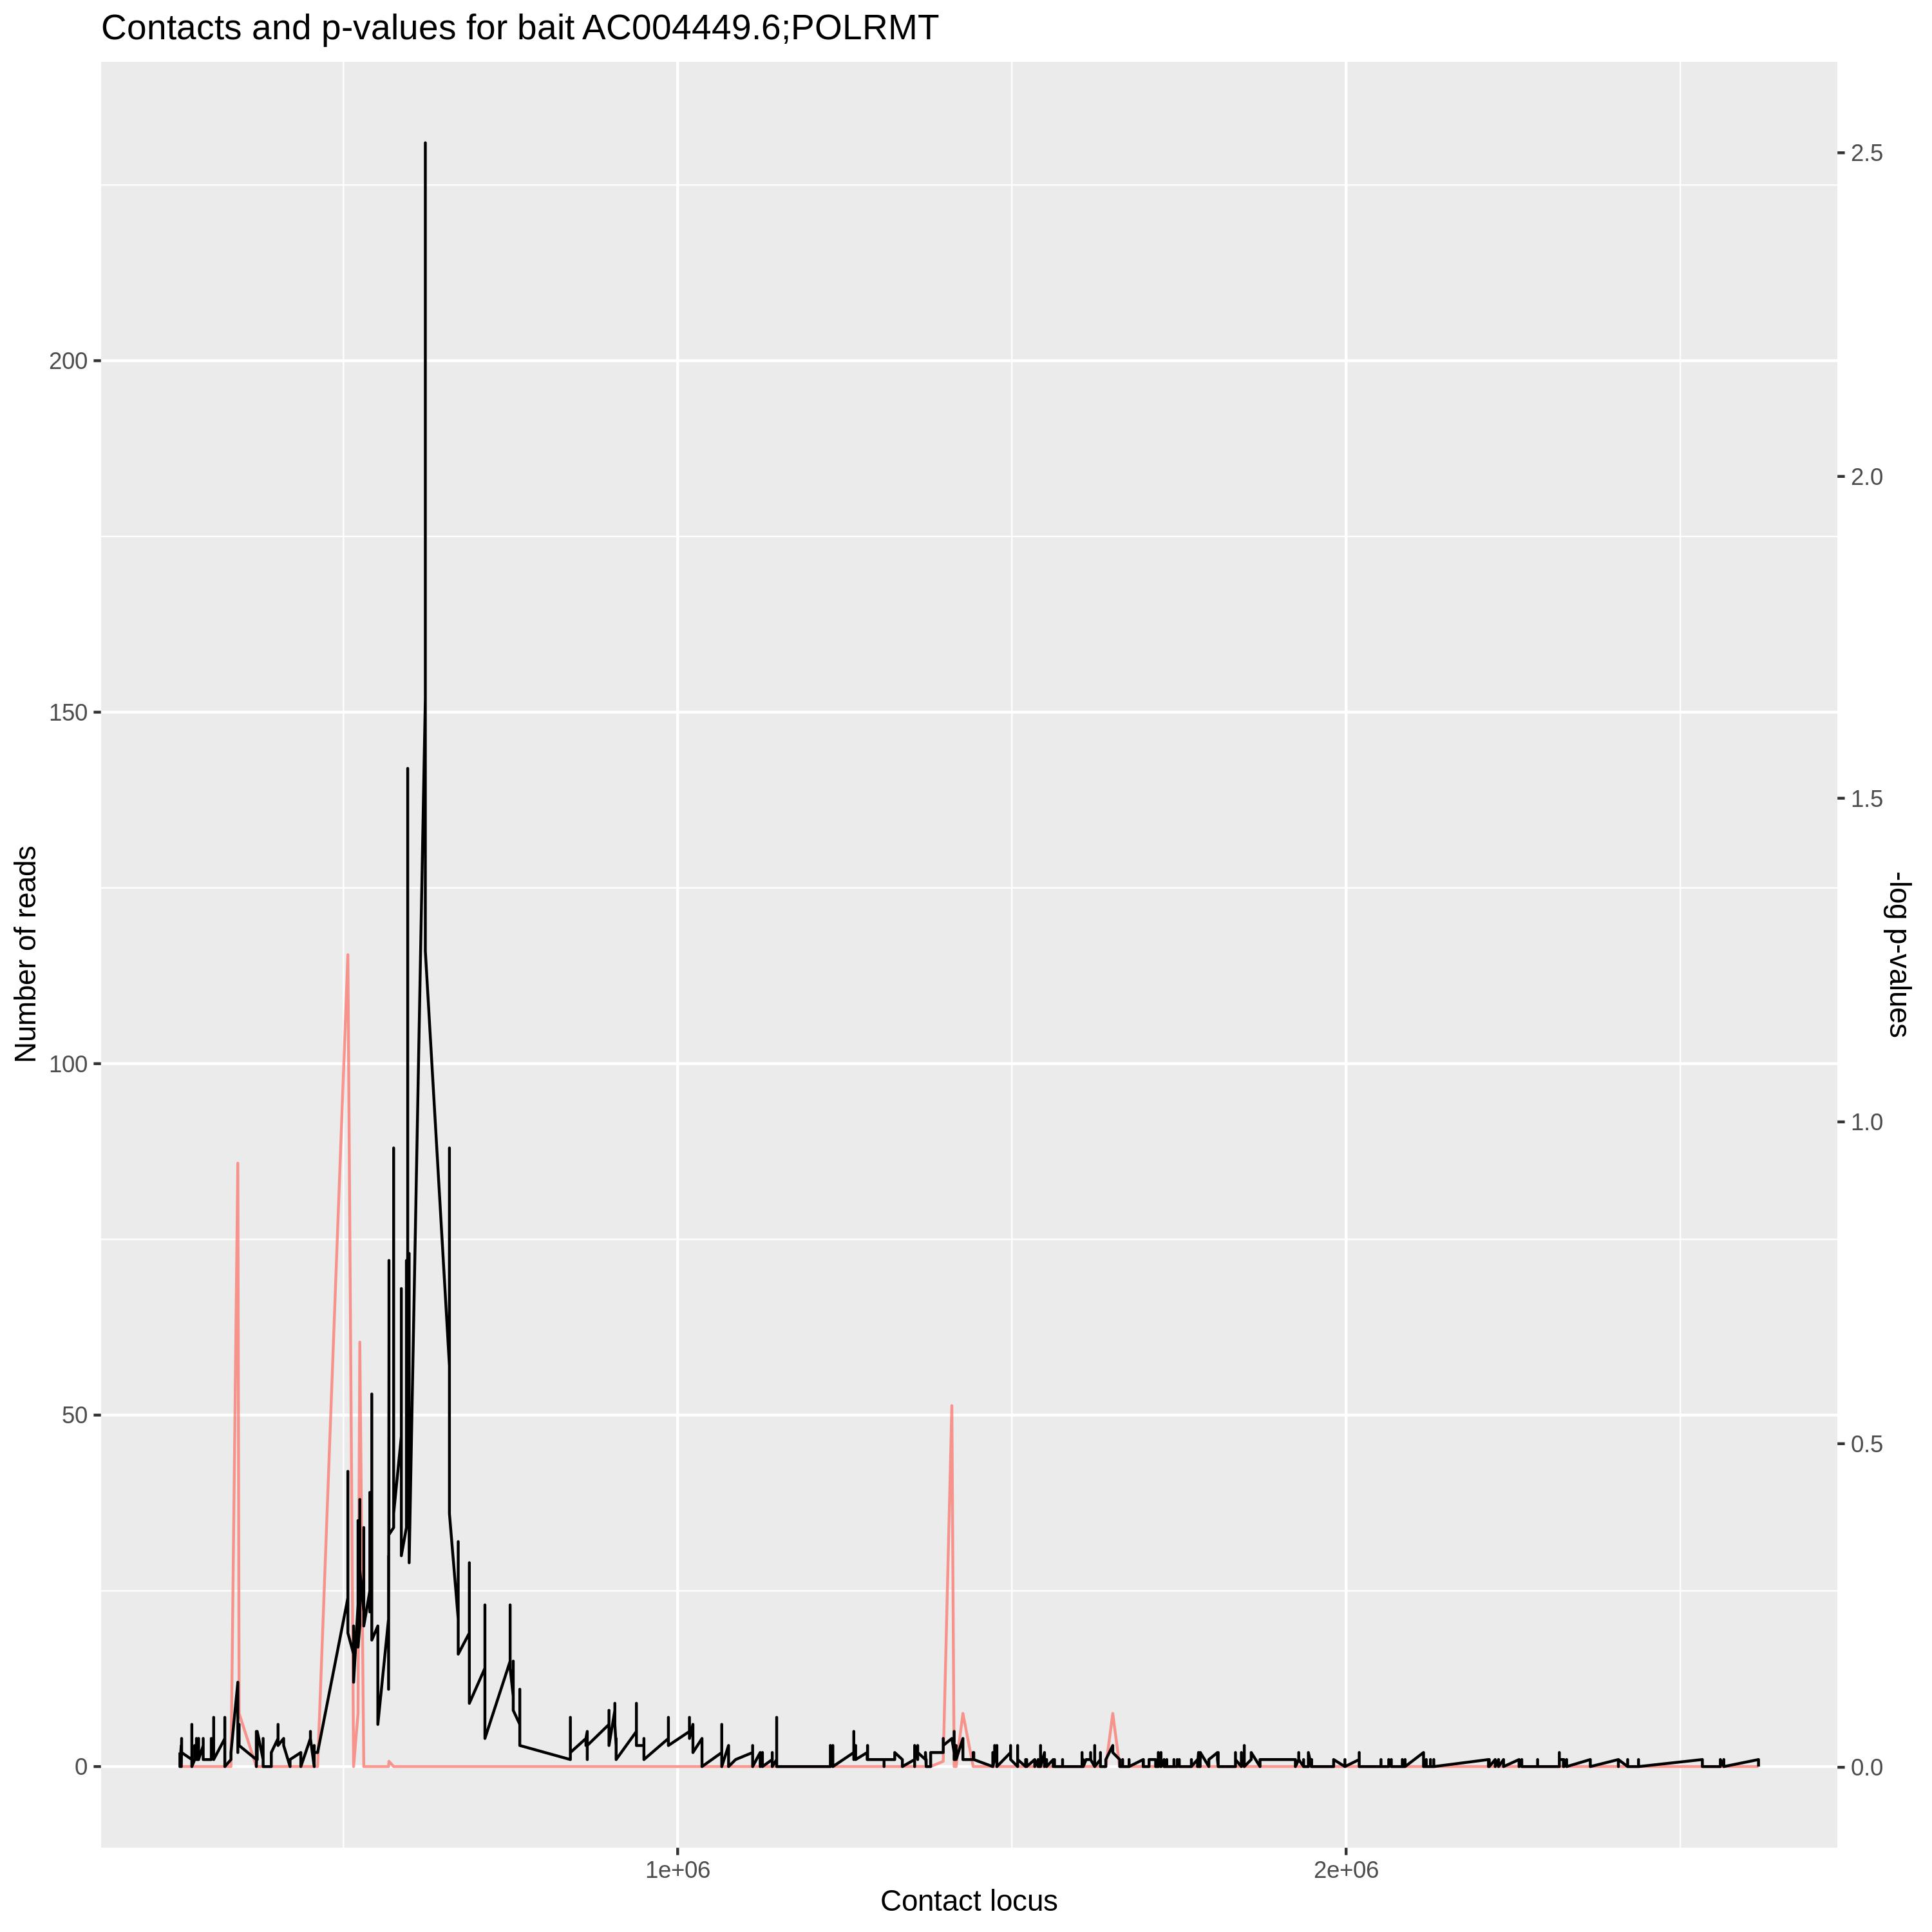 Contacts and p-values for bait AC004449.6;POLRMT
Number of reads
200
150
100
50
0
2.5
2.0
1.5
1.0
0.5
0.0
-log p-values
1e+06
2e+06
Contact locus